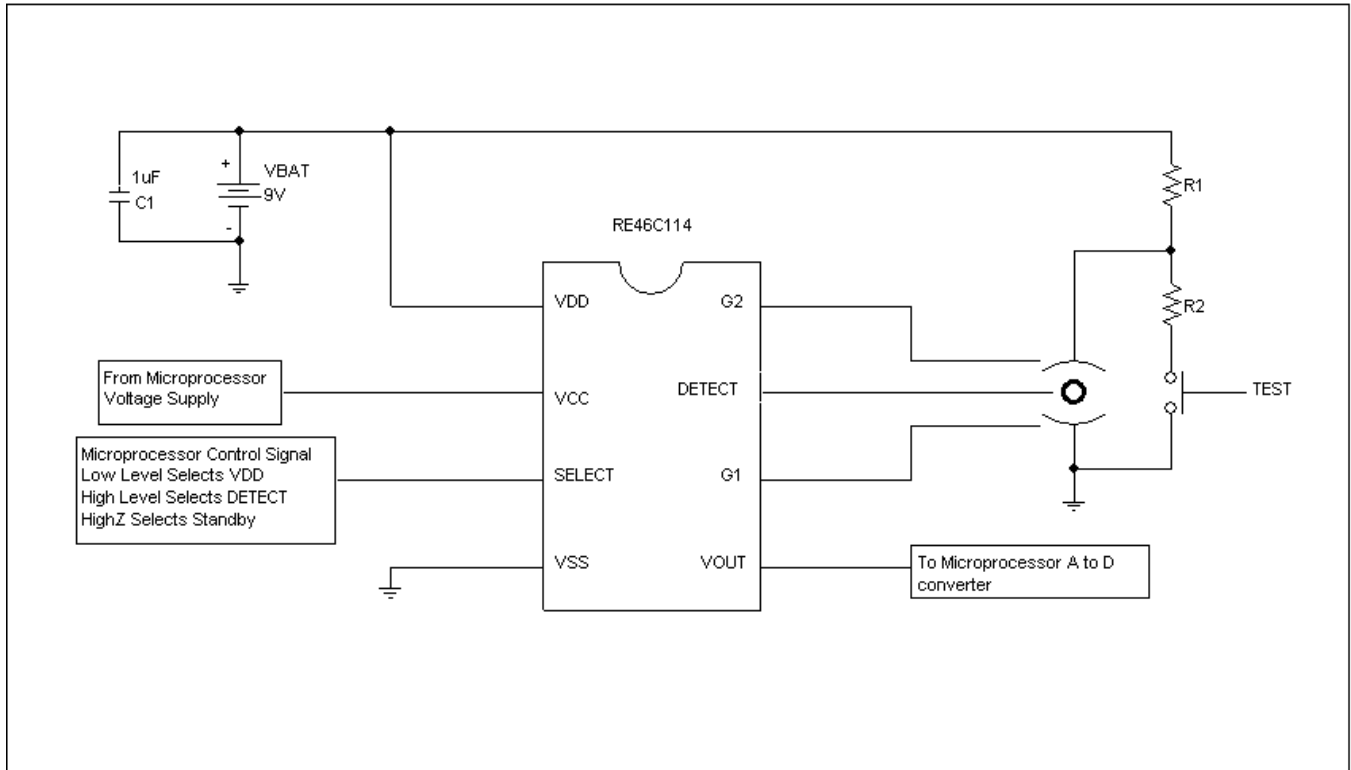 1uF
C1
+
VBAT
9V
-
R1
RE46C114
VDD
G2
R2
From Microprocessor
Voltage Supply
VCC
DETECT
TEST
Microprocessor Control Signal
Low Level Selects VDD
High Level Selects DETECT
HighZ Selects Standby
SELECT
G1
VSS
VOUT
To Microprocessor A to D
converter